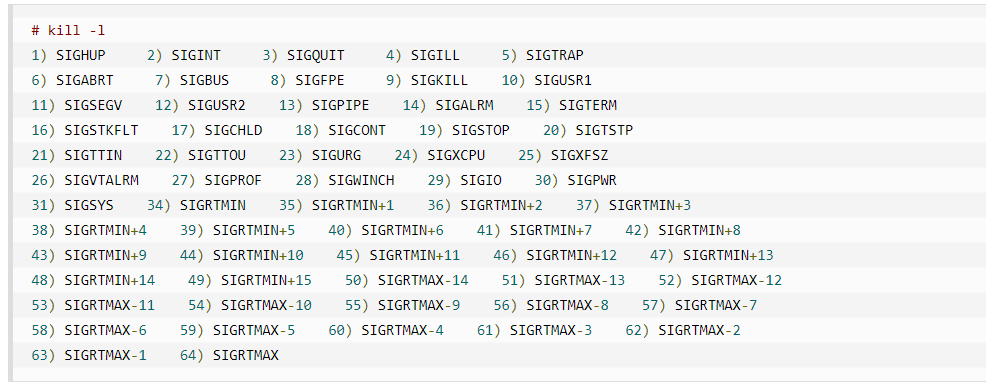 # kill -l
1) SIGHUP 2) SIGINT 3) SIGQUIT 4) SIGILL 5) SIGTRAP
6) SIGABRT 7) SIGBUS 8) SIGFPE 9) SIGKILL 10) SIGUSR1
11) SIGSEGV 12) SIGUSR2 13) SIGPIPE 14) SIGALRM 15) SIGTERM
16) SIGSTKFLT 17) SIGCHLD 18) SIGCONT 19) SIGSTOP 20) SIGTSTP
21) SIGTTIN 22) SIGTTOU 23) SIGURG 24) SIGXCPU 25) SIGXFSZ
26) SIGVTALRM 27) SIGPROF 28) SIGWINCH 29) SIGIO 30) SIGPWR
31) SIGSYS 34) SIGRTMIN 35) SIGRTMIN+1 36) SIGRTMIN+2 37) SIGRTMIN+3
38) SIGRTMIN+4 39) SIGRTMIN+5 40) SIGRTMIN+6 41) SIGRTMIN+7 42) SIGRTMIN+8
43) SIGRTMIN+9 44) SIGRTMIN+10 45) SIGRTMIN+11 46) SIGRTMIN+12 47) SIGRTMIN+13
48) SIGRTMIN+14 49) SIGRTMIN+15 50) SIGRTMAX-14 51) SIGRTMAX-13 52) SIGRTMAX-12
53) SIGRTMAX-11 54) SIGRTMAX-10 55) SIGRTMAX-9 56) SIGRTMAX-8 57) SIGRTMAX-7
58) SIGRTMAX-6 59) SIGRTMAX-5 60) SIGRTMAX-4 61) SIGRTMAX-3 62) SIGRTMAX-2
63) SIGRTMAX-1 64) SIGRTMAX